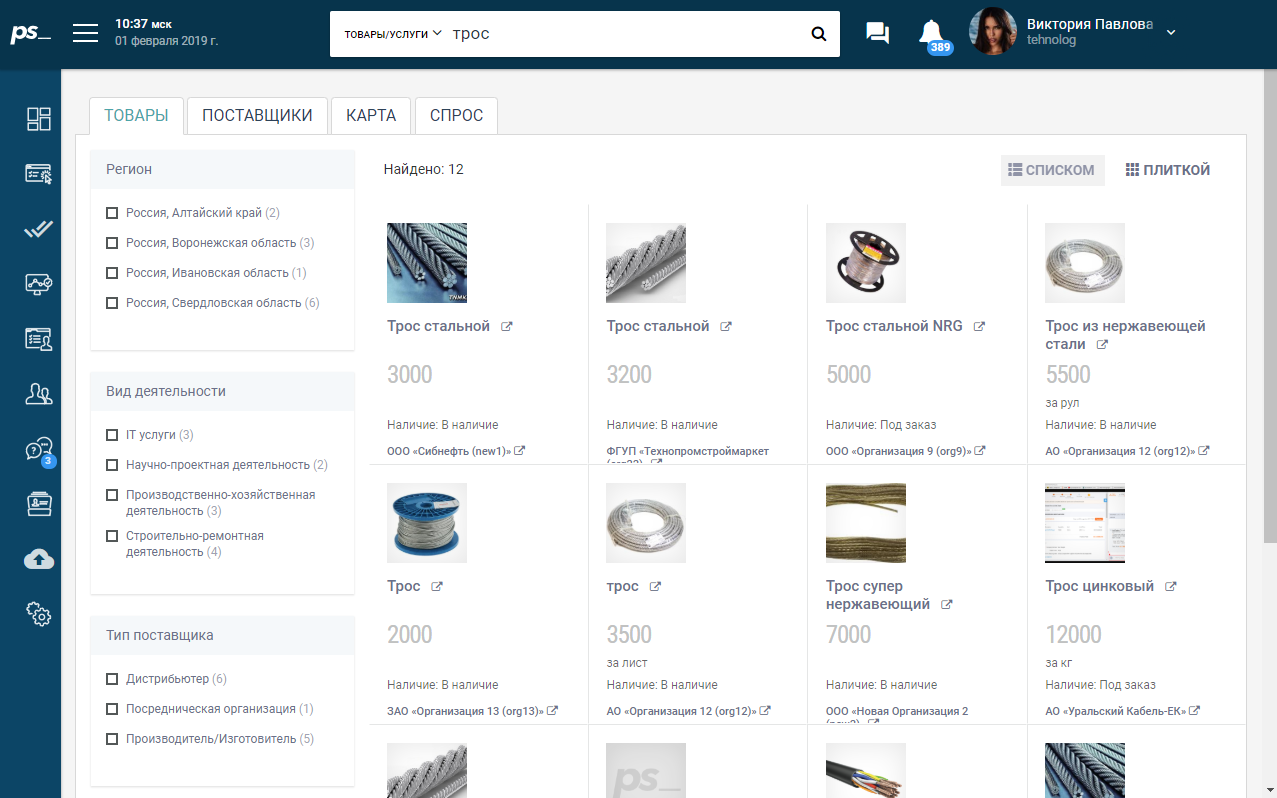 ps_
10:37 мск
01 февраля 2019 г.
ТОВАРЫ/УСЛУГИ трос
389
Виктория Павлова
tehnolog
ТОВАРЫ ПОСТАВЩИКИ КАРТА СПРОС
Регион
Россия, Алтайский край (2)
Россия, Воронежская область (3)
Россия, Ивановская область (1)
Россия, Свердловская область (6)
Вид деятельности
IT услуги (3)
Научно-проектная деятельность (2)
Производственно-хозяйственная
деятельность (3)
Строительно-ремонтная
деятельность (4)
Тип поставщика
Дистрибьютер (6)
Посредническая организация (1)
Производитель/Изготовитель (5)
3
Найдено: 12
СПИСКОМ ПЛИТКОЙ
Трос стальной
3000
Наличие: В наличие
ООО «Сибнефть (new1)»
Трос стальной
3200
Наличие: В наличие
ФГУП «Технопромстроймаркет
Трос стальной NRG
5000
Наличие: Под заказ
ООО «Организация 9 (org9)»
Трос из нержавеющей
стали
5500
за рул
Наличие: В наличие
АО «Организация 12 (org12)»
Трос
2000
Наличие: В наличие
ЗАО «Организация 13 (org13)»
трос
3500
за лист
Наличие: В наличие
АО «Организация 12 (org12)»
Трос супер
нержавеющий
7000
Наличие: В наличие
ООО «Новая Организация 2
Трос цинковый
12000
за кг
Наличие: Под заказ
АО «Уральский Кабель-ЕК»
ps_